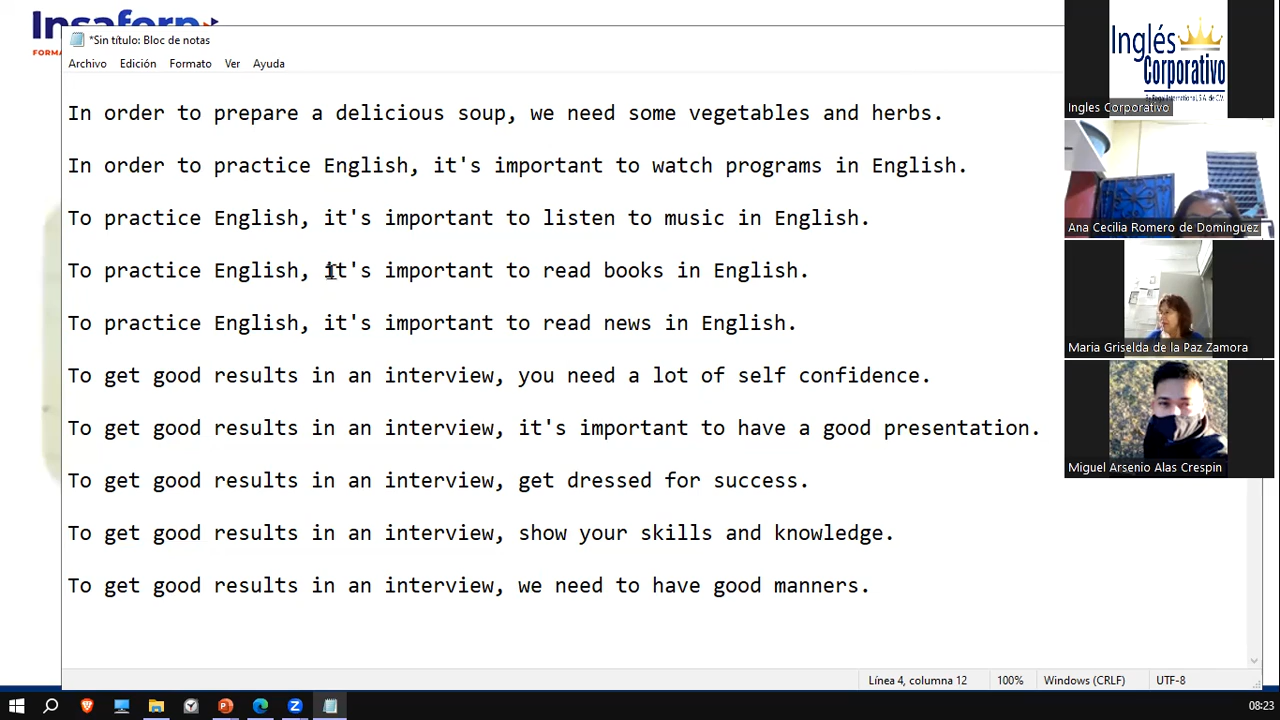 Insaforp
FORMA
*Sin título: Bloc de notas
Archivo Edición Formato Ver Ayuda
In order to prepare a delicious soup, we need some vegetables and herbs.
In order to practice English, it's important to watch programs in English.
To practice English, it's important to listen to music in English.
To practice English, it's important to read books in English.
To practice English, it's important to read news in English.
To get good results in an interview, you need a lot of self confidence.
To get good results in an interview, it's important to have a good presentation.
To get good results in an interview, get dressed for success.
To get good results in an interview, show your skills and knowledge.
To get good results in an interview, we need to have good manners.
Línea 4, columna 12 100% Windows (CRLF) UTF-8
Inglés
Corporativo
Ingles Corporativo
Ana Cecilia Romero de Dominguez
Maria Griselda de la Paz Zamora
Miguel Arsenio Alas Crespin
08:23